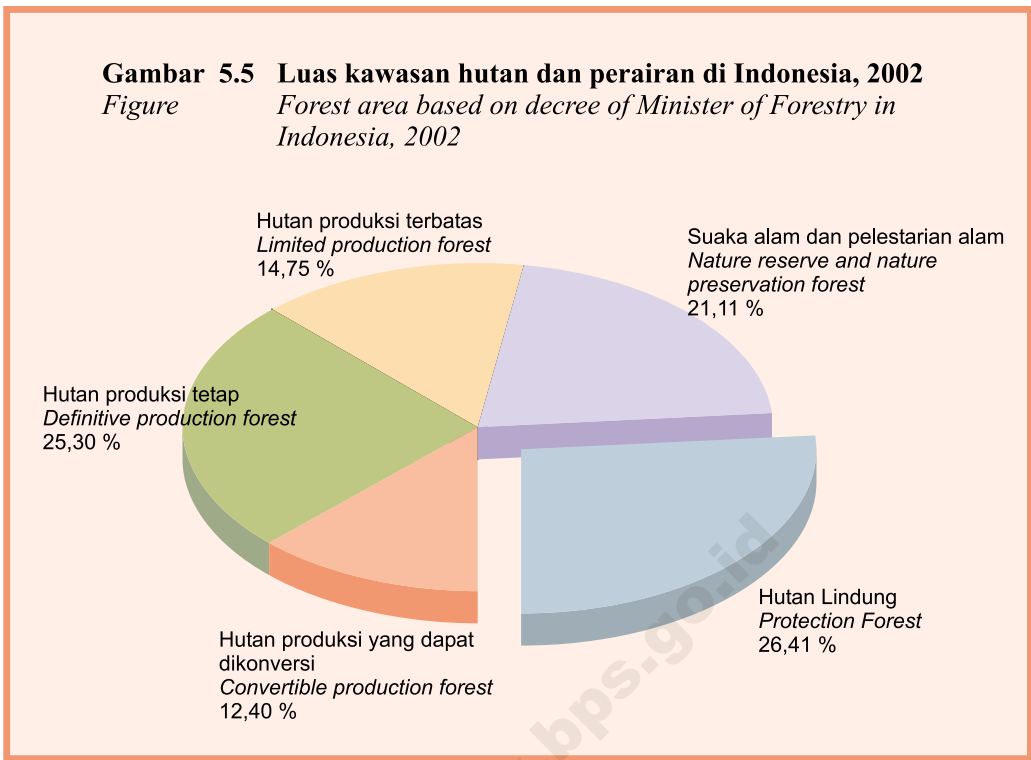 Gambar 5.5 Luas kawasan hutan dan perairan di Indonesia, 2002
Figure Forest area based on decree of Minister of Forestry in
Indonesia, 2002
Hutan produksi terbatas
Limited production forest
14,75 %
Suaka alam dan pelestarian alam
Nature reserve and nature
preservation forest
21,11 %
Hutan produksi tetap
Definitive production forest
25,30 %
Hutan Lindung
Protection Forest
26,41 %
Hutan produksi yang dapat
dikonversi
Convertible production forest
12,40 %
bps.go.id